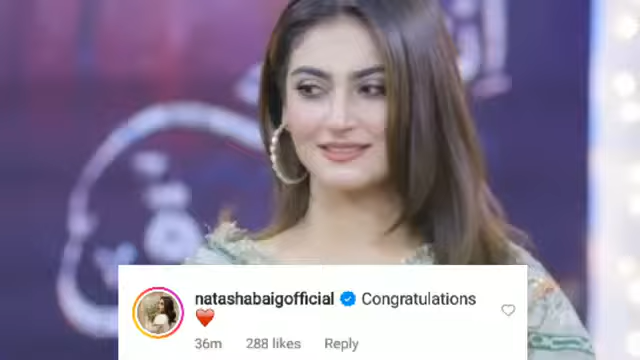 natashabaigofficial Congratulations
❤️
36m 288 likes Reply